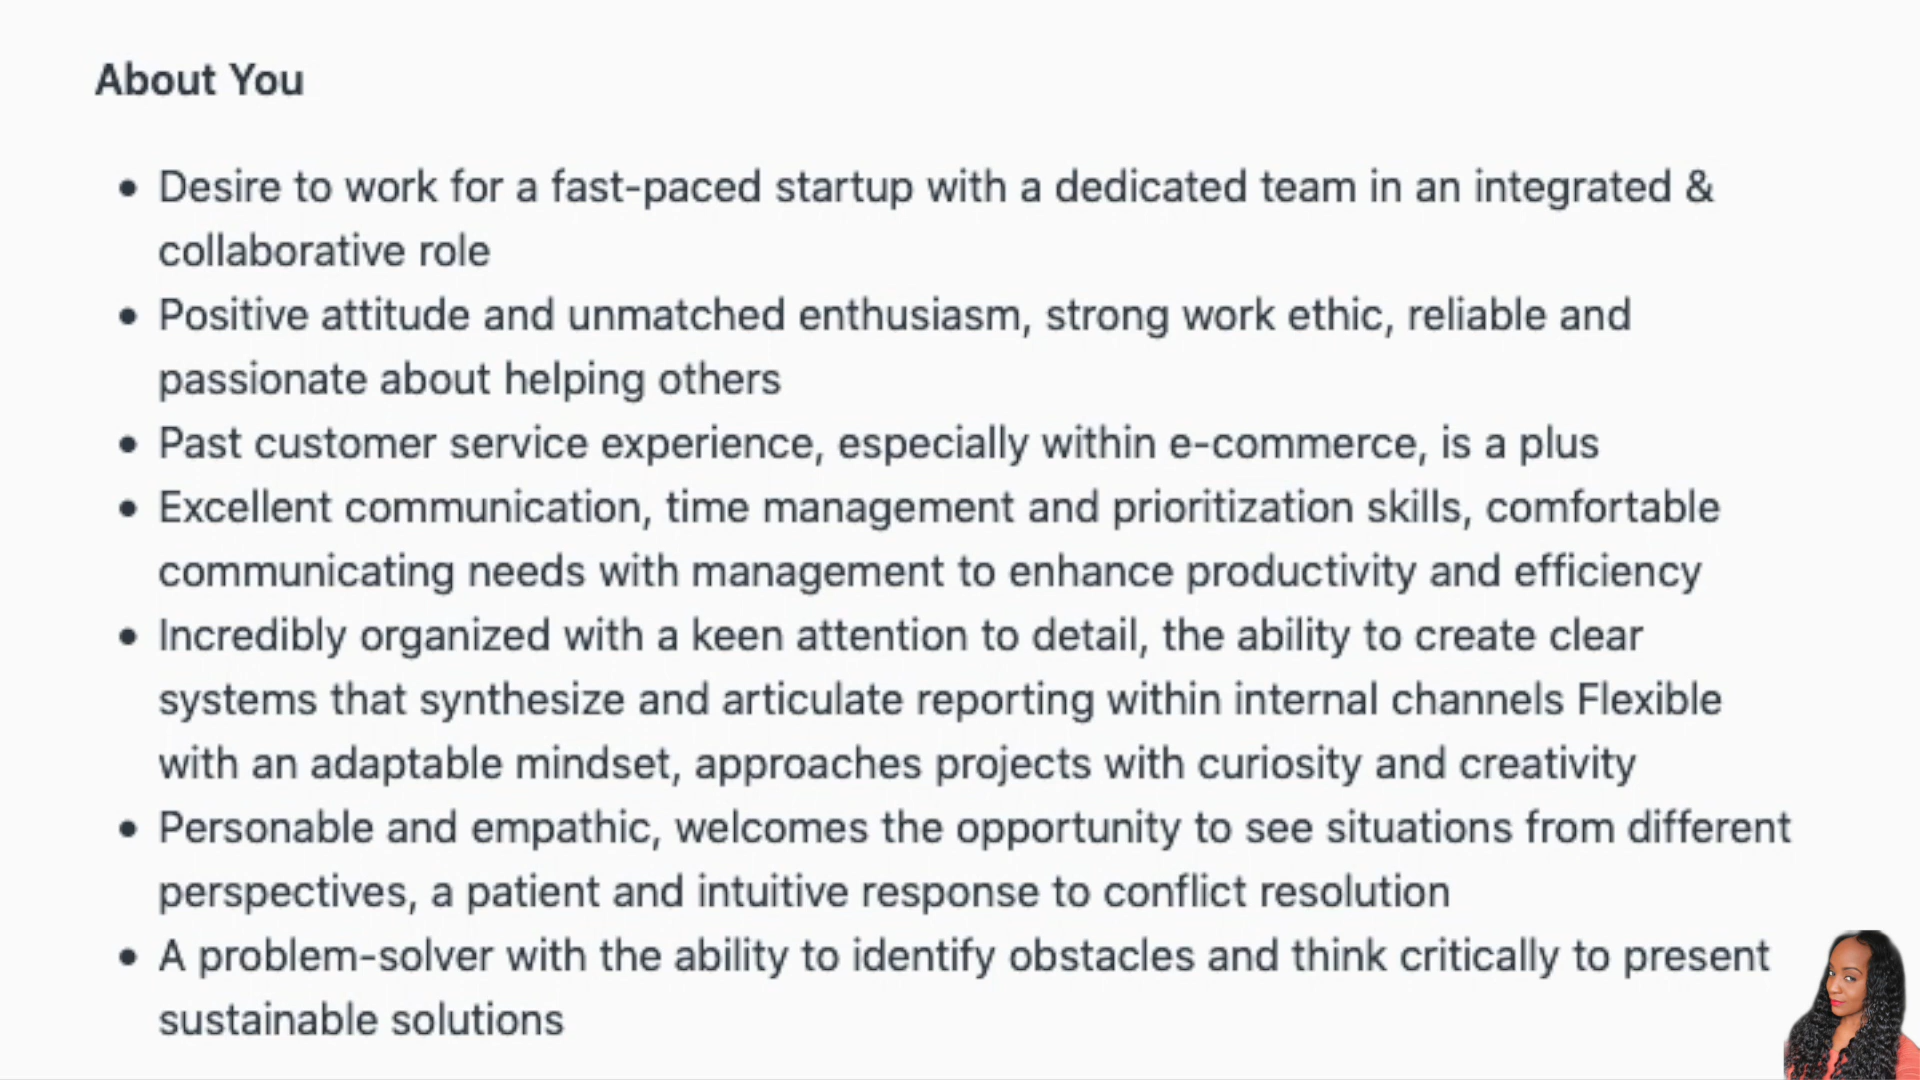 About You
• Desire to work for a fast-paced startup with a dedicated team in an integrated &
collaborative role
• Positive attitude and unmatched enthusiasm, strong work ethic, reliable and
passionate about helping others
• Past customer service experience, especially within e-commerce, is a plus
• Excellent communication, time management and prioritization skills, comfortable
communicating needs with management to enhance productivity and efficiency
• Incredibly organized with a keen attention to detail, the ability to create clear
systems that synthesize and articulate reporting within internal channels Flexible
with an adaptable mindset, approaches projects with curiosity and creativity
• Personable and empathic, welcomes the opportunity to see situations from different
perspectives, a patient and intuitive response to conflict resolution
• A problem-solver with the ability to identify obstacles and think critically to present
sustainable solutions